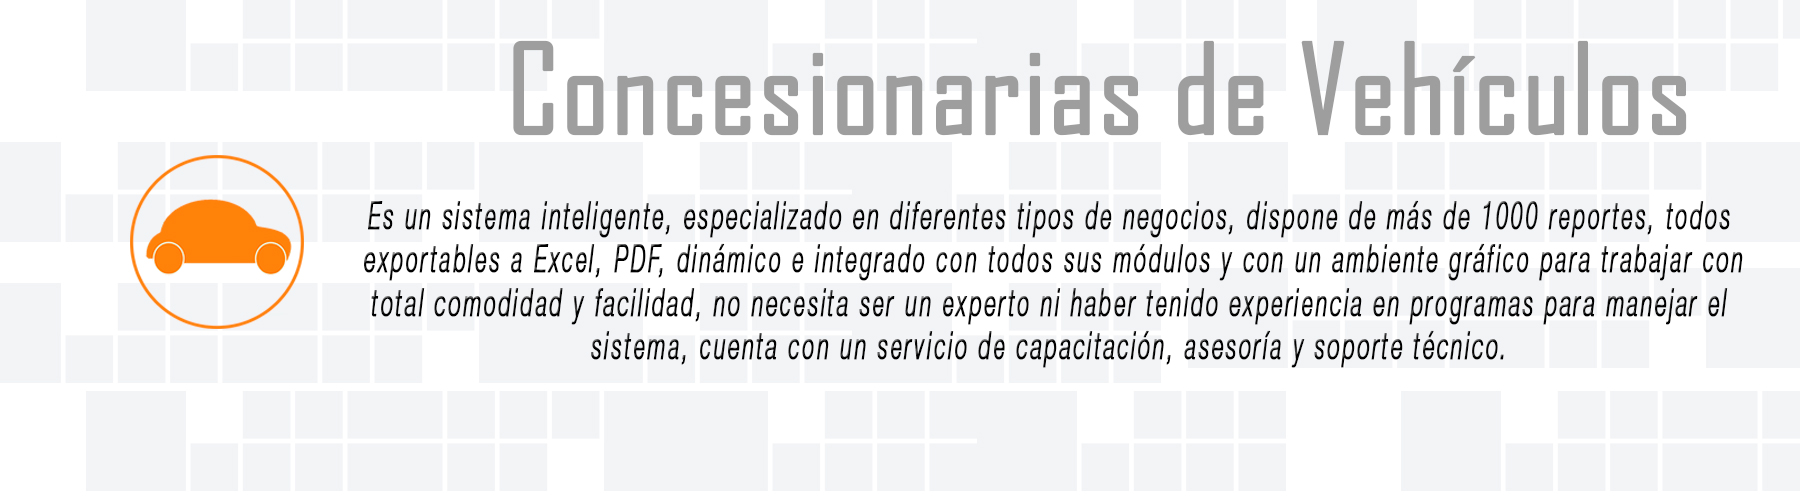 Concesionarias de Vehículos
Es un sistema inteligente, especializado en diferentes tipos de negocios, dispone de más de 1000 reportes, todos
exportables a Excel, PDF, dinámico e integrado con todos sus módulos y con un ambiente gráfico para trabajar con
total comodidad y facilidad, no necesita ser un experto ni haber tenido experiencia en programas para manejar el
sistema, cuenta con un servicio de capacitación, asesoría y soporte técnico.